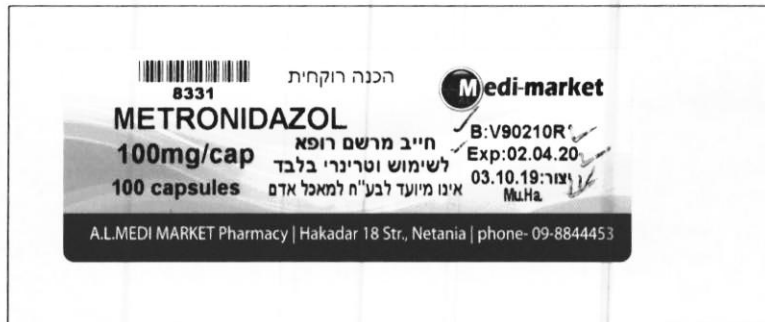 הכנה רוקחית
Medi-market
8331
METRONIDAZOL
100mg/cap
100 capsules
חייב מרשם רופא
לשימוש וטרינרי בלבד
אינו מיועד לבע"ח למאכל אדם
B:V90210R
Exp:02.04.20
יצור:03.10.19
Mu.Ha.
A.L.MEDI MARKET Pharmacy | Hakadar 18 Str., Netania | phone- 09-8844453